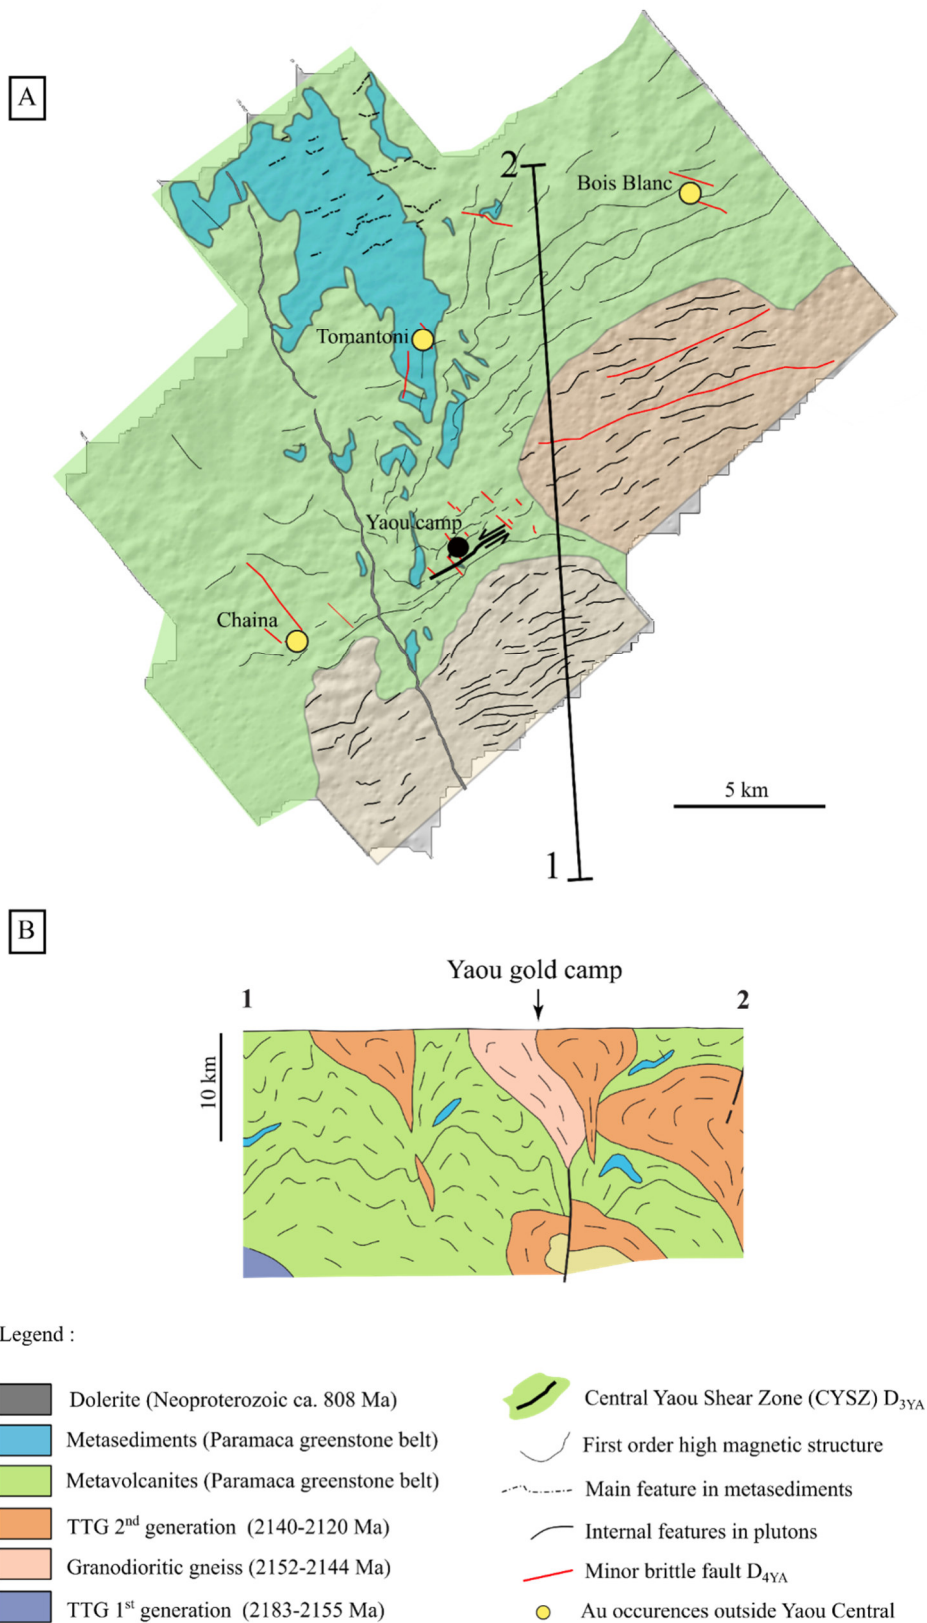 A
2
Bois Blanc
Tomantoni
Yaou camp
Chaina
5 km
1
B
Yaou gold camp
1
2
10 km
Legend :
Dolerite (Neoproterozoic ca. 808 Ma)
Metasediments (Paramaca greenstone belt)
Metavolcanites (Paramaca greenstone belt)
TTG 2nd generation (2140-2120 Ma)
Granodioritic gneiss (2152-2144 Ma)
TTG 1st generation (2183-2155 Ma)
Central Yaou Shear Zone (CYSZ) D3YA
First order high magnetic structure
Main feature in metasediments
Internal features in plutons
Minor brittle fault D4YA
Au occurences outside Yaou Central